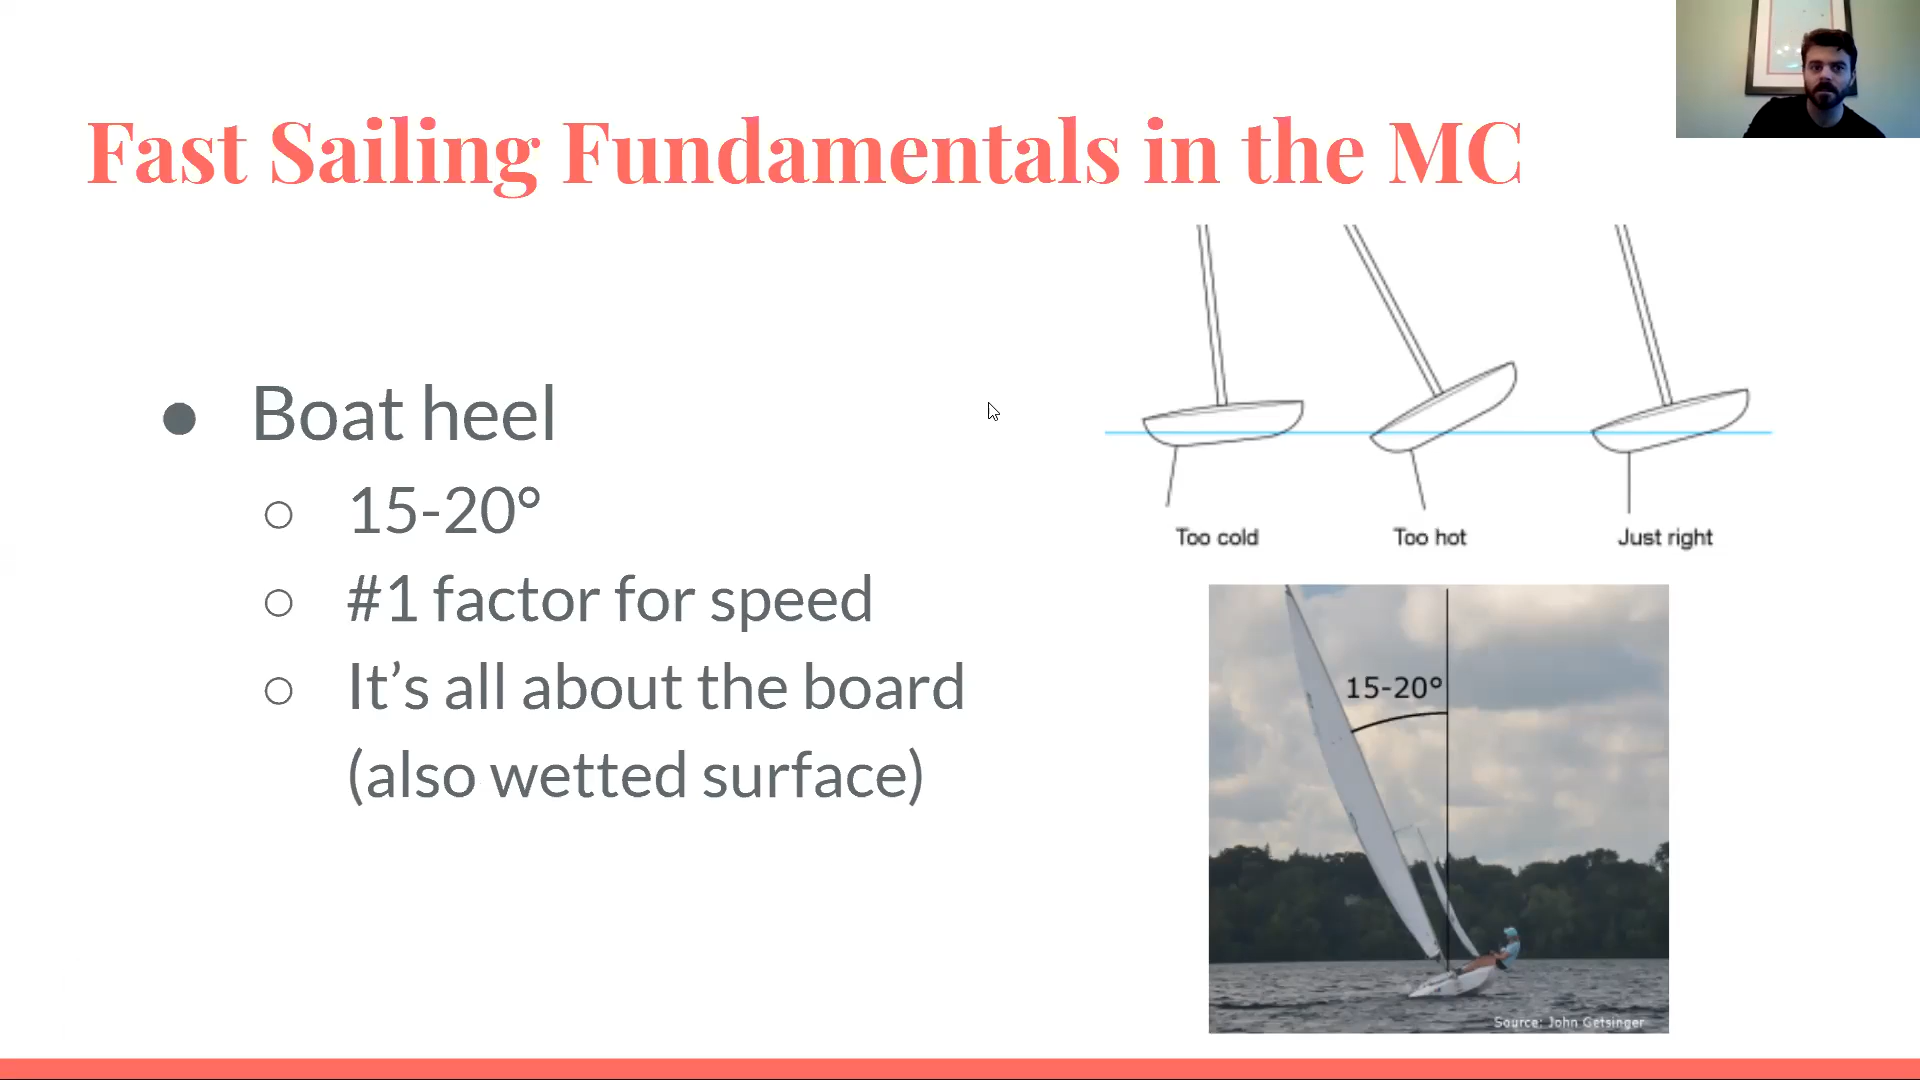 Fast Sailing Fundamentals in the MC
● Boat heel
○ 15-20°
○ #1 factor for speed
○ It’s all about the board
(also wetted surface)
Too cold
Too hot
Just right
15-20°
Source: John Getsinger